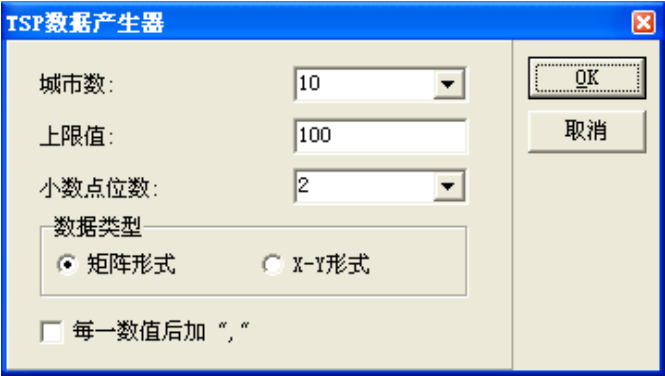 TSP数据产生器
城市数: 10
OK
上限值: 100
取消
小数点位数: 2
数据类型
矩阵形式 X-Y形式
每一数值后加 “,“